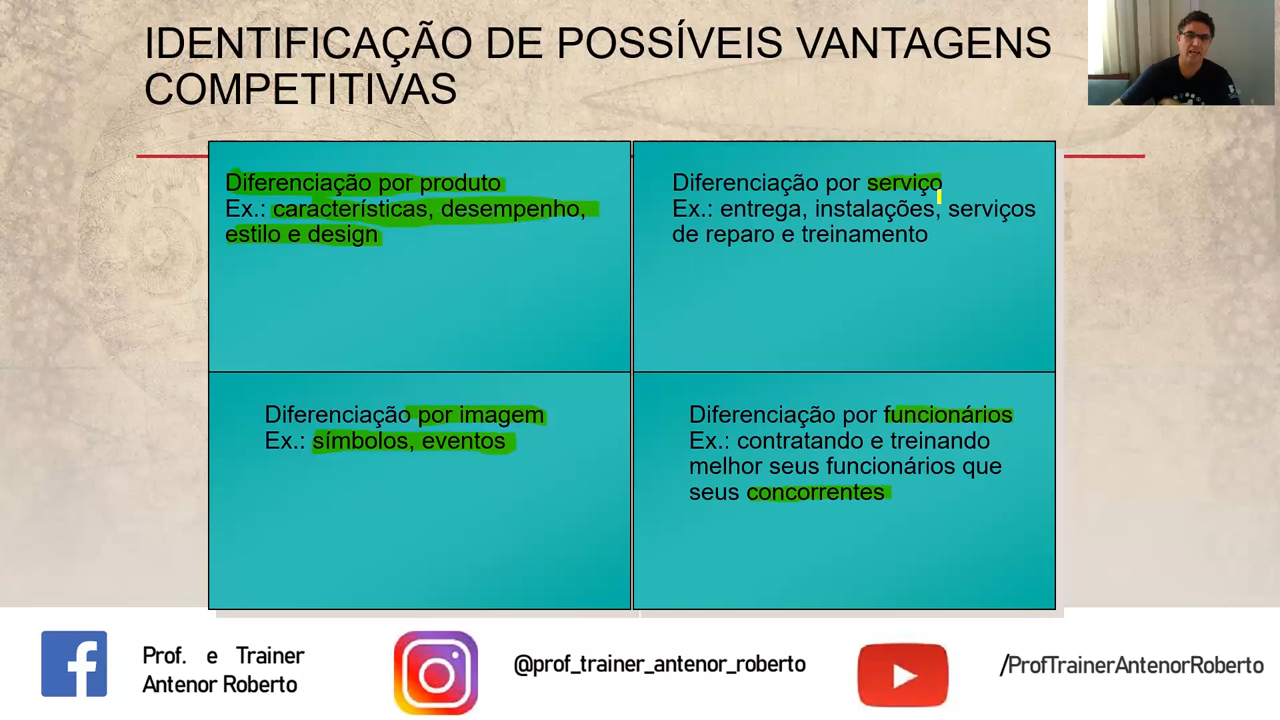 IDENTIFICAÇÃO DE POSSÍVEIS VANTAGENS
COMPETITIVAS
Diferenciação por produto
Ex.: características, desempenho,
estilo e design
Diferenciação por serviço
Ex.: entrega, instalações, serviços
de reparo e treinamento
Diferenciação por imagem
Ex.: símbolos, eventos
Diferenciação por funcionários
Ex.: contratando e treinando
melhor seus funcionários que
seus concorrentes
Prof. e Trainer
Antenor Roberto
@prof_trainer_antenor_roberto
/ProfTrainerAntenorRoberto